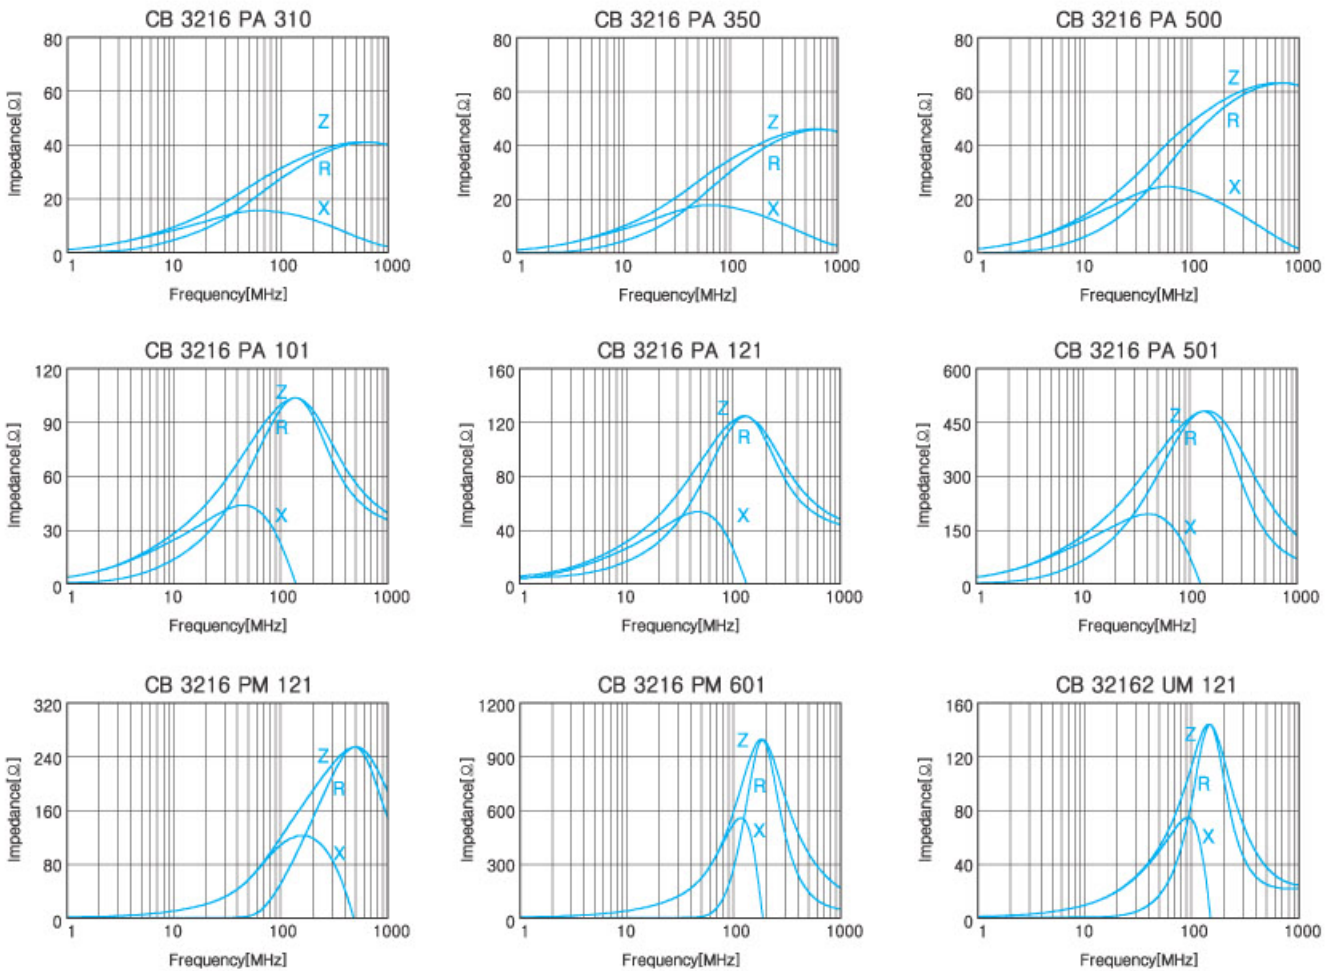 CB 3216 PA 310
80
60
40
20
0
Impedance[Ω]
Z
R
X
1 10 100 1000
Frequency[MHz]
CB 3216 PA 350
80
60
40
20
0
Impedance[Ω]
Z
R
X
1 10 100 1000
Frequency[MHz]
CB 3216 PA 500
80
60
40
20
0
Impedance[Ω]
Z
R
X
1 10 100 1000
Frequency[MHz]
CB 3216 PA 101
120
90
60
30
0
Impedance[Ω]
Z
R
X
1 10 100 1000
Frequency[MHz]
CB 3216 PA 121
160
120
80
40
0
Impedance[Ω]
Z
R
X
1 10 100 1000
Frequency[MHz]
CB 3216 PA 501
600
450
300
150
0
Impedance[Ω]
Z
R
X
1 10 100 1000
Frequency[MHz]
CB 3216 PM 121
320
240
160
80
0
Impedance[Ω]
Z
R
X
1 10 100 1000
Frequency[MHz]
CB 3216 PM 601
1200
900
600
300
0
Impedance[Ω]
Z
R
X
1 10 100 1000
Frequency[MHz]
CB 32162 UM 121
160
120
80
40
0
Impedance[Ω]
Z
R
X
1 10 100 1000
Frequency[MHz]